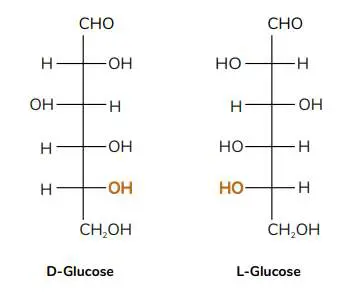 CHO CHO
H OH HO H
OH H H OH
H OH HO H
H OH HO H
CH₂OH CH₂OH
D-Glucose L-Glucose